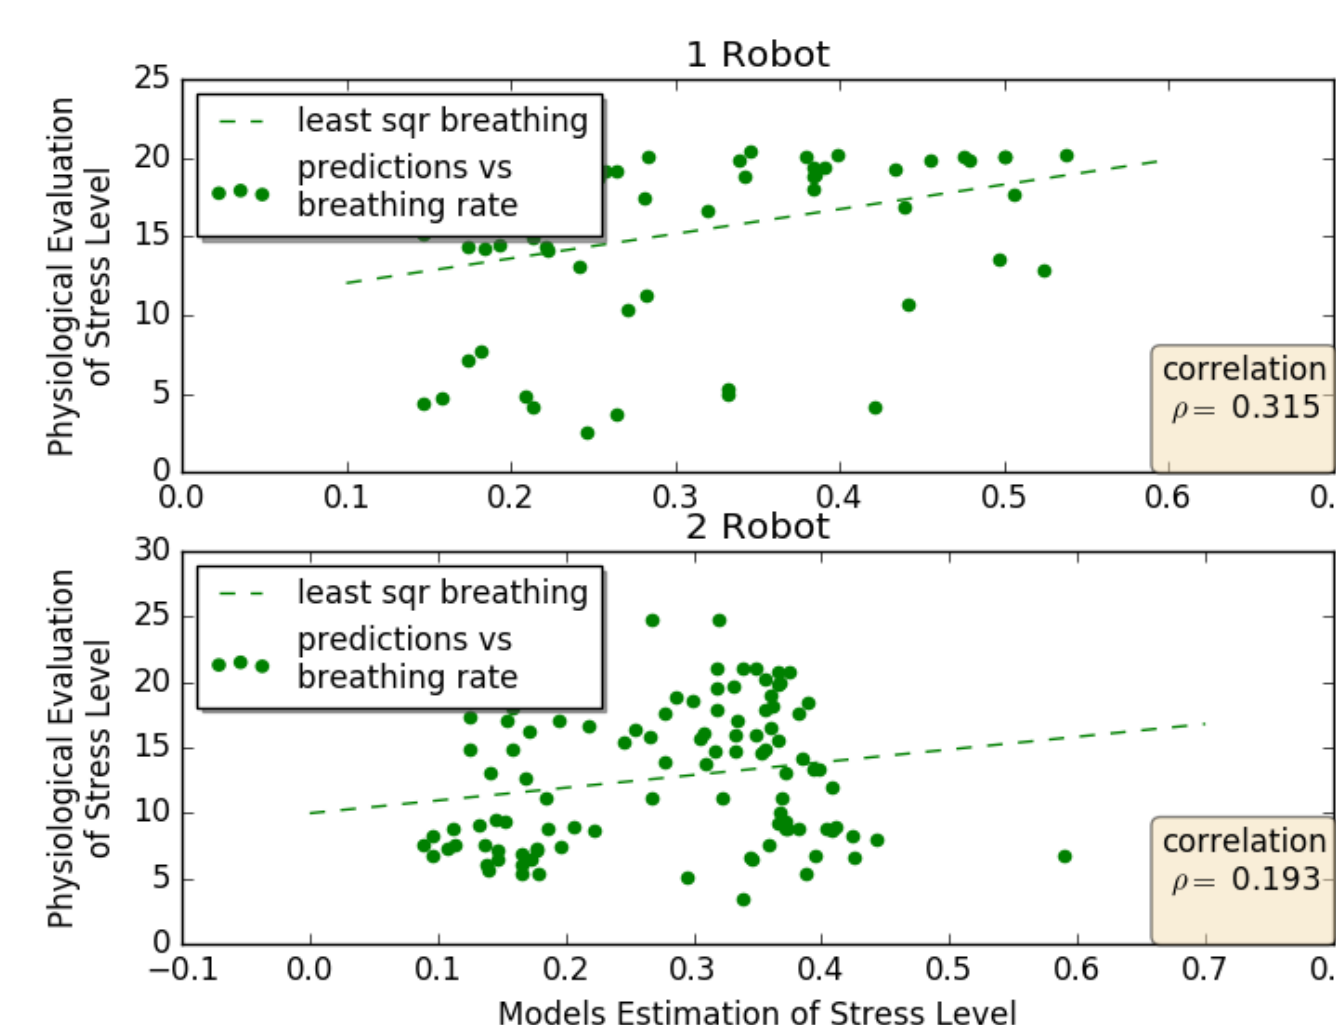 1 Robot
25
20
15
10
5
0
Physiological Evaluation
of Stress Level
least sqr breathing
predictions vs
breathing rate
correlation
ρ = 0.315
0.0 0.1 0.2 0.3 0.4 0.5 0.6 0.
2 Robot
30
25
20
15
10
5
0
Physiological Evaluation
of Stress Level
least sqr breathing
predictions vs
breathing rate
correlation
ρ = 0.193
−0.1 0.0 0.1 0.2 0.3 0.4 0.5 0.6 0.7 0.
Models Estimation of Stress Level